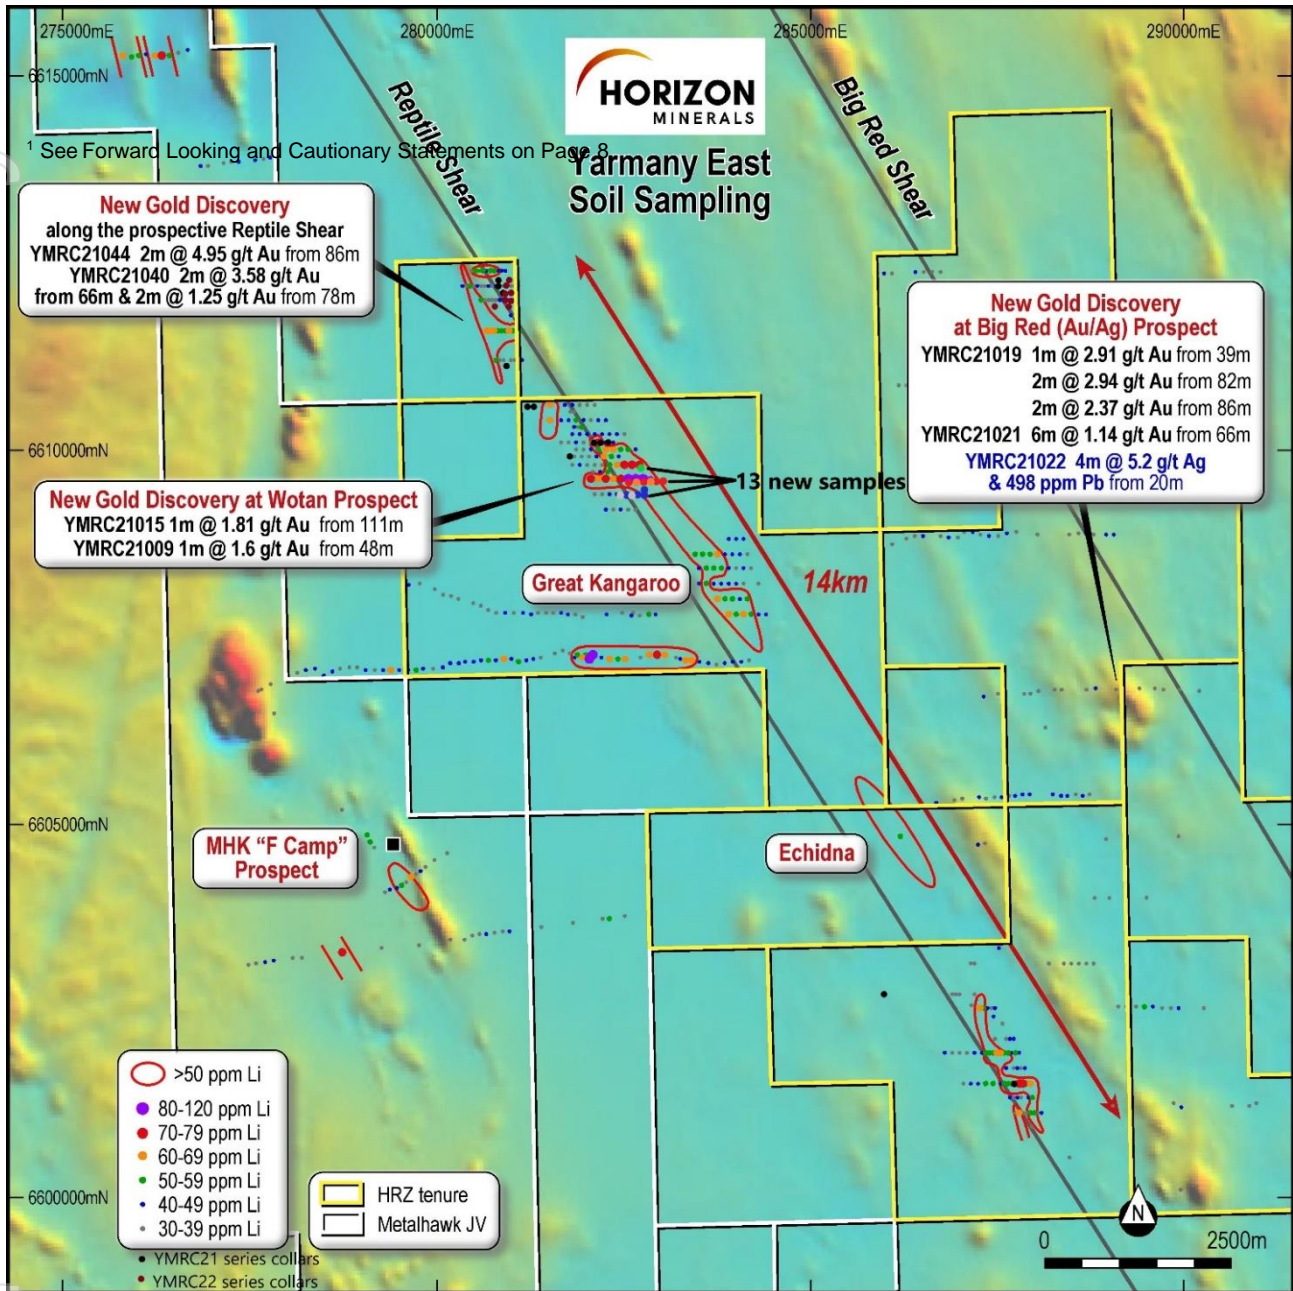 275000mE
280000mE
285000mE
290000mE
6615000mN
HORIZON
MINERALS
Reptile Shear
Big Red Shear
¹ See Forward Looking and Cautionary Statements on Page 8
Yarmany East
Soil Sampling
New Gold Discovery
along the prospective Reptile Shear
YMRC21044 2m @ 4.95 g/t Au from 86m
YMRC21040 2m @ 3.58 g/t Au
from 66m & 2m @ 1.25 g/t Au from 78m
New Gold Discovery
at Big Red (Au/Ag) Prospect
YMRC21019 1m @ 2.91 g/t Au from 39m
2m @ 2.94 g/t Au from 82m
2m @ 2.37 g/t Au from 86m
YMRC21021 6m @ 1.14 g/t Au from 66m
YMRC21022 4m @ 5.2 g/t Ag
& 498 ppm Pb from 20m
6610000mN
13 new samples
New Gold Discovery at Wotan Prospect
YMRC21015 1m @ 1.81 g/t Au from 111m
YMRC21009 1m @ 1.6 g/t Au from 48m
Great Kangaroo
14km
6605000mN
MHK “F Camp”
Prospect
Echidna
>50 ppm Li
80-120 ppm Li
70-79 ppm Li
60-69 ppm Li
50-59 ppm Li
40-49 ppm Li
30-39 ppm Li
YMRC21 series collars
YMRC22 series collars
HRZ tenure
Metalhawk JV
6600000mN
N
0 2500m